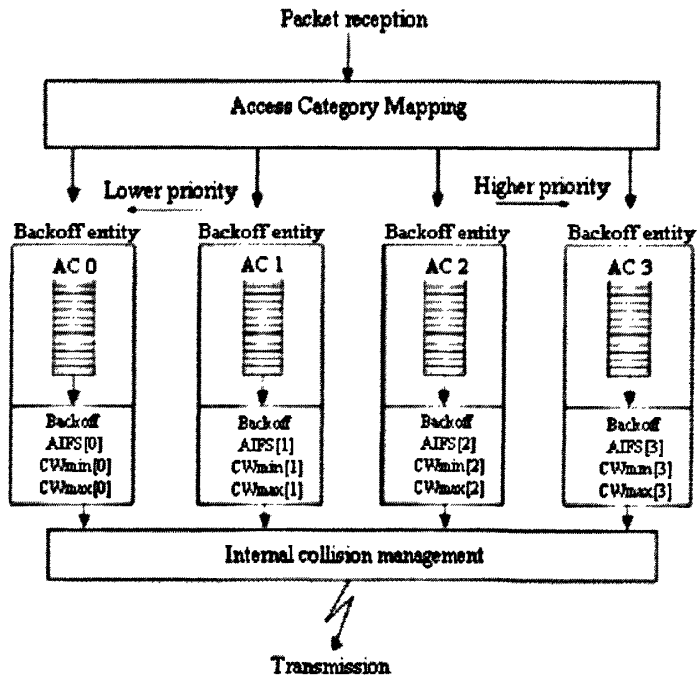 Packet reception
Access Category Mapping
Lower priority
Higher priority
Backoff entity
Backoff entity
Backoff entity
Backoff entity
AC 0
AC 1
AC 2
AC 3
Backoff
AIFS[0]
CWmin[0]
CWmax[0]
Backoff
AIFS[1]
CWmin[1]
CWmax[1]
Backoff
AIFS[2]
CWmin[2]
CWmax[2]
Backoff
AIFS[3]
CWmin[3]
CWmax[3]
Internal collision management
Transmission